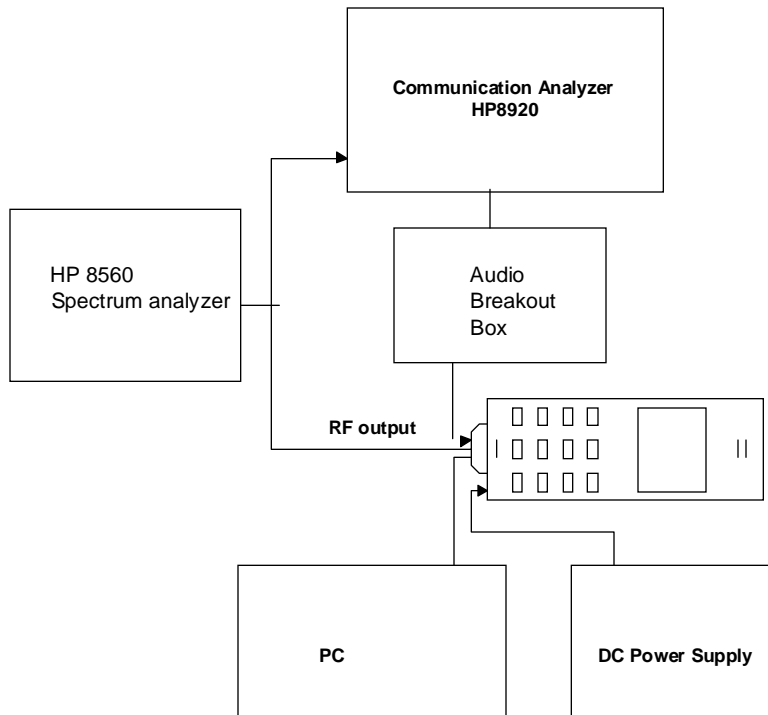 Communication Analyzer
HP8920
HP 8560
Spectrum analyzer
Audio
Breakout
Box
RF output
PC
DC Power Supply